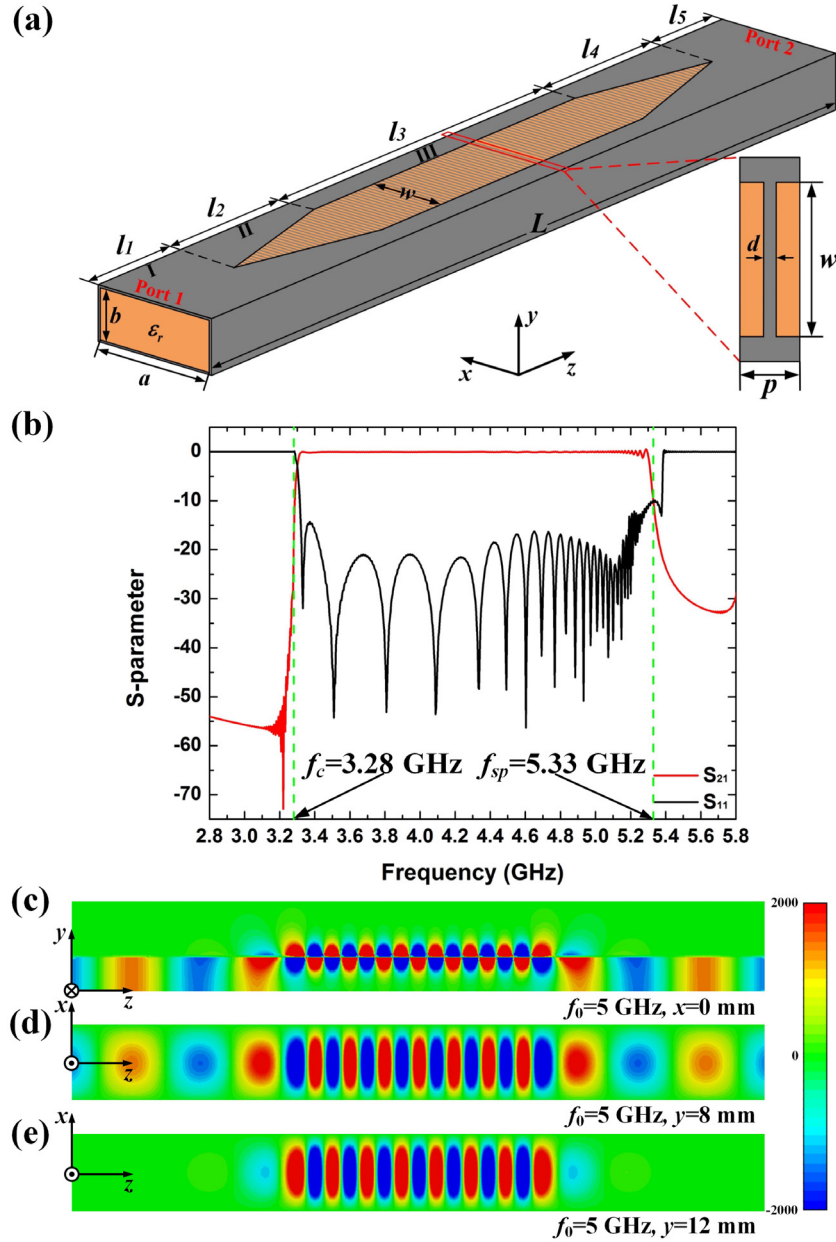 (a)
l1
l2
l3
l4
l5
Port 2
I
II
III
w
L
Port 1
b
εr
a
y
x
z
d
w
p
(b)
S-parameter
0
-10
-20
-30
-40
-50
-60
-70
fc=3.28 GHz
fsp=5.33 GHz
S21
S11
2.8 3.0 3.2 3.4 3.6 3.8 4.0 4.2 4.4 4.6 4.8 5.0 5.2 5.4 5.6 5.8
Frequency (GHz)
(c)
y
z
f0=5 GHz, x=0 mm
(d)
x
z
f0=5 GHz, y=8 mm
(e)
x
z
f0=5 GHz, y=12 mm
2000
0
-2000